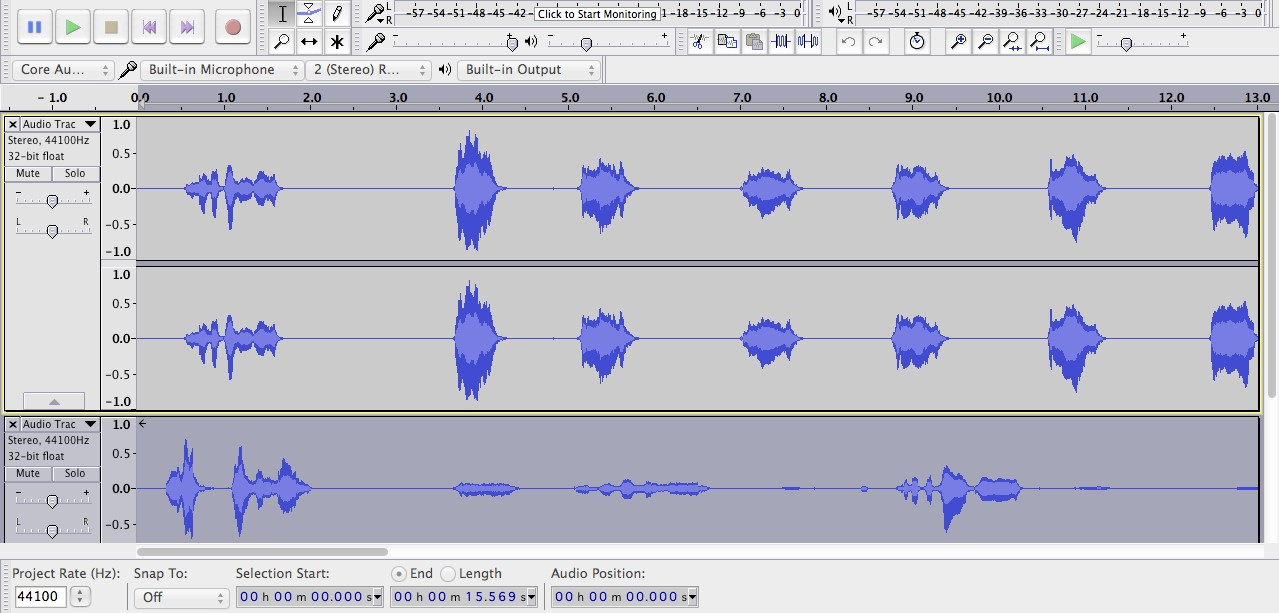 L
R
-57 -54 -51 -48 -45 -42 Click to Start Monitoring 1 -18 -15 -12 -9 -6 -3 0
L
R
-57 -54 -51 -48 -45 -42 -39 -36 -33 -30 -27 -24 -21 -18 -15 -12 -9 -6 -3 0
- +
- +
- +
Core Au... Built-in Microphone 2 (Stereo) R... Built-in Output
- 1.0 0.0 1.0 2.0 3.0 4.0 5.0 6.0 7.0 8.0 9.0 10.0 11.0 12.0 13.0
X Audio Trac
Stereo, 44100Hz
32-bit float
Mute Solo
- +
L R
1.0
0.5-
0.0-
-0.5-
-1.0
1.0
0.5-
0.0-
-0.5-
-1.0
X Audio Trac
Stereo, 44100Hz
32-bit float
Mute Solo
- +
L R
1.0
0.5-
0.0-
-0.5-
Project Rate (Hz): Snap To: Selection Start: End Length Audio Position:
44100 Off 00 h 00 m 00.000 s 00 h 00 m 15.569 s 00 h 00 m 00.000 s